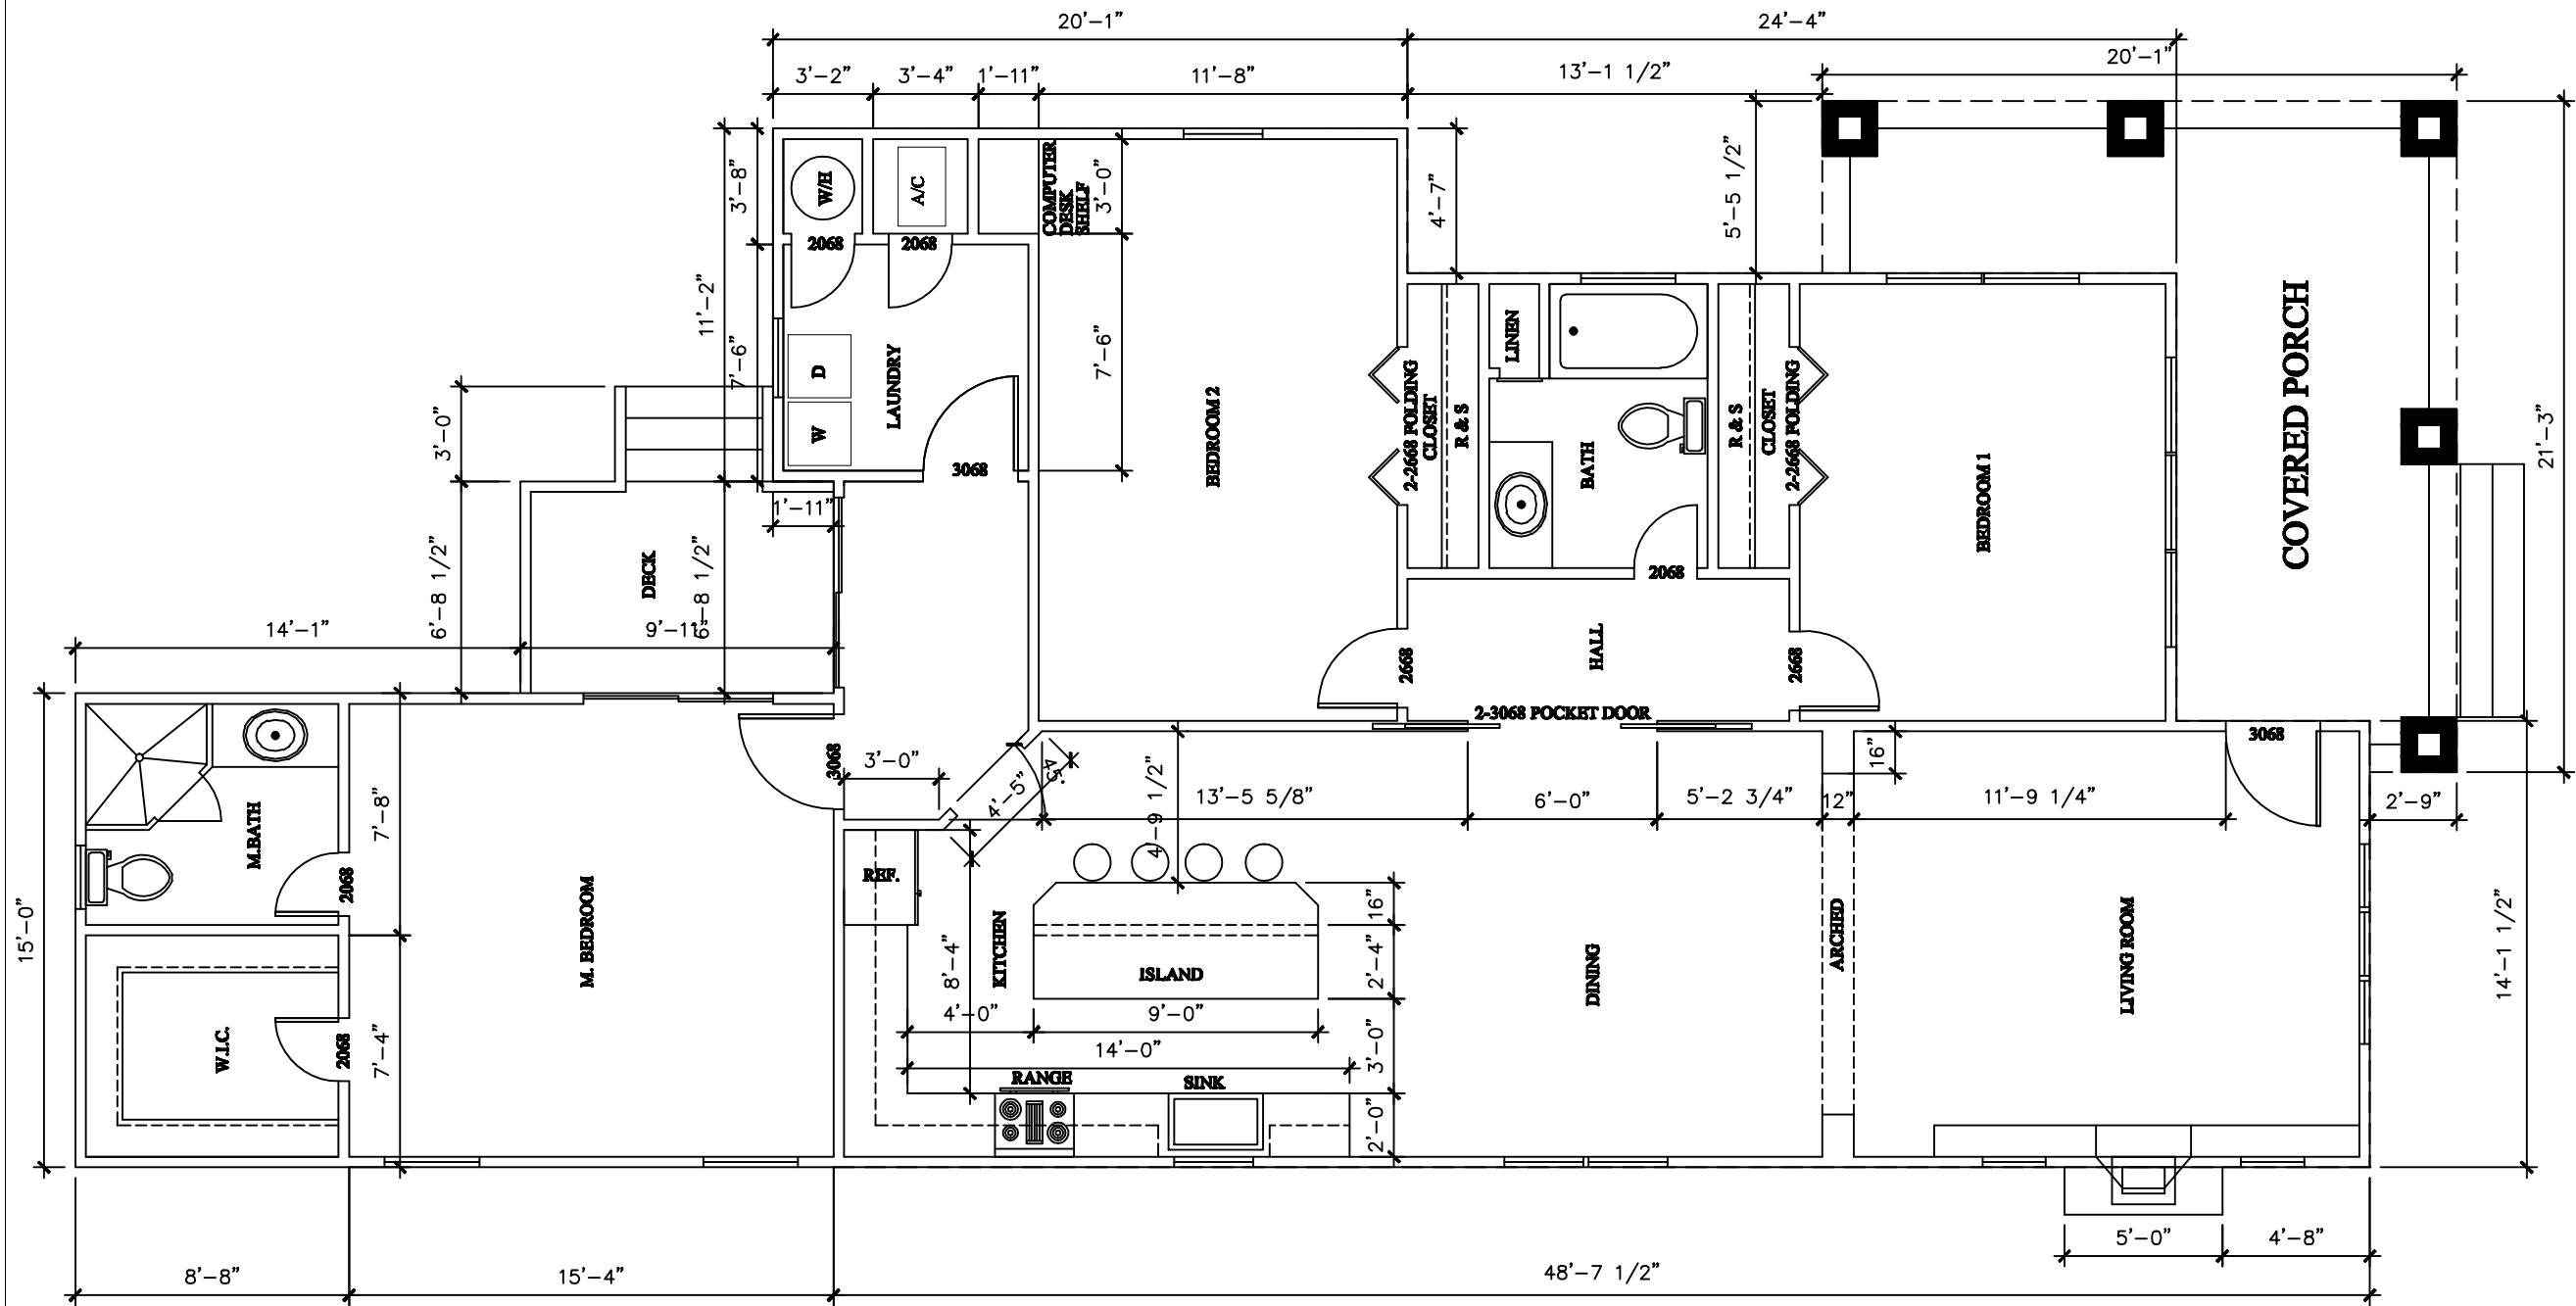 20'-1"
24'-4"
3'-2"
3'-4"
1'-11"
11'-8"
13'-1 1/2"
20'-1"
3'-8"
W/H
A/C
COMPUTER
DESK
SHELF
3'-0"
4'-7"
5'-5 1/2"
2068
2068
11'-2"
7'-6"
D
W
LAUNDRY
7'-6"
3068
BEDROOM 2
2-2668 FOLDING
CLOSET
R & S
LINEN
BATH
2068
R & S
CLOSET
2-2668 FOLDING
BEDROOM 1
COVERED PORCH
21'-3"
3'-0"
1'-11"
6'-8 1/2"
DECK
6'-8 1/2"
14'-1"
9'-11"
2668
HALL
2668
2-3068 POCKET DOOR
3068
3068
3'-0"
4'-5"
45°
4'-9 1/2"
13'-5 5/8"
6'-0"
5'-2 3/4"
12"
16"
11'-9 1/4"
2'-9"
15'-0"
M.BATH
7'-8"
2068
M. BEDROOM
REF.
KITCHEN
8'-4"
ISLAND
16"
2'-4"
4'-0"
9'-0"
3'-0"
14'-0"
RANGE
SINK
2'-0"
DINING
ARCHED
LIVING ROOM
14'-1 1/2"
W.I.C.
2068
7'-4"
5'-0"
4'-8"
8'-8"
15'-4"
48'-7 1/2"